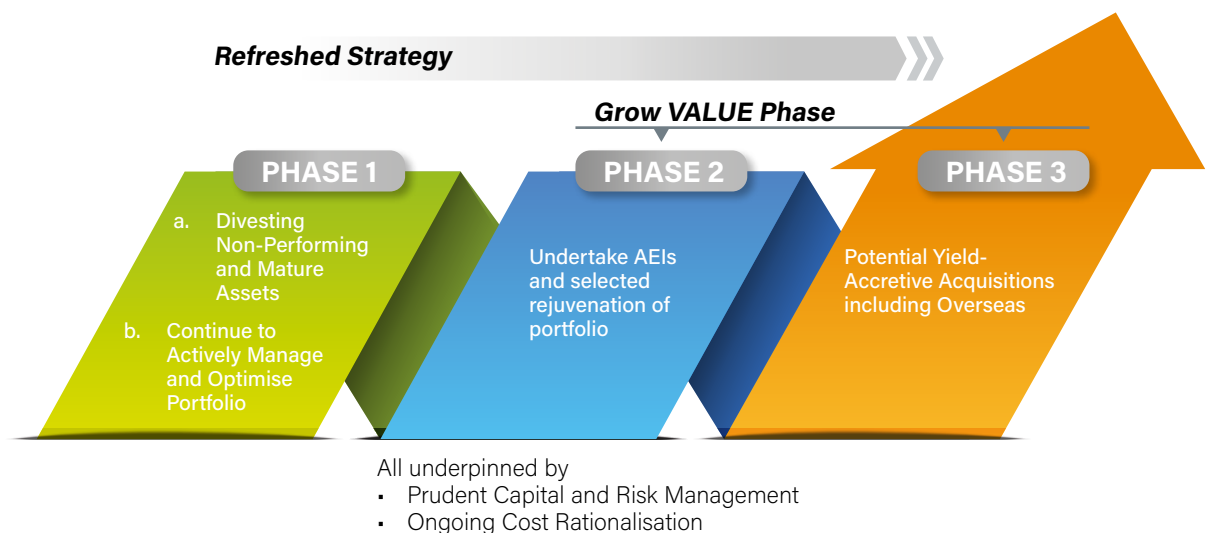 Refreshed Strategy
Grow VALUE Phase
PHASE 1
a. Divesting
Non-Performing
and Mature
Assets
b. Continue to
Actively Manage
and Optimise
Portfolio
PHASE 2
Undertake AEIs
and selected
rejuvenation of
portfolio
PHASE 3
Potential Yield-
Accretive Acquisitions
including Overseas
All underpinned by
• Prudent Capital and Risk Management
• Ongoing Cost Rationalisation